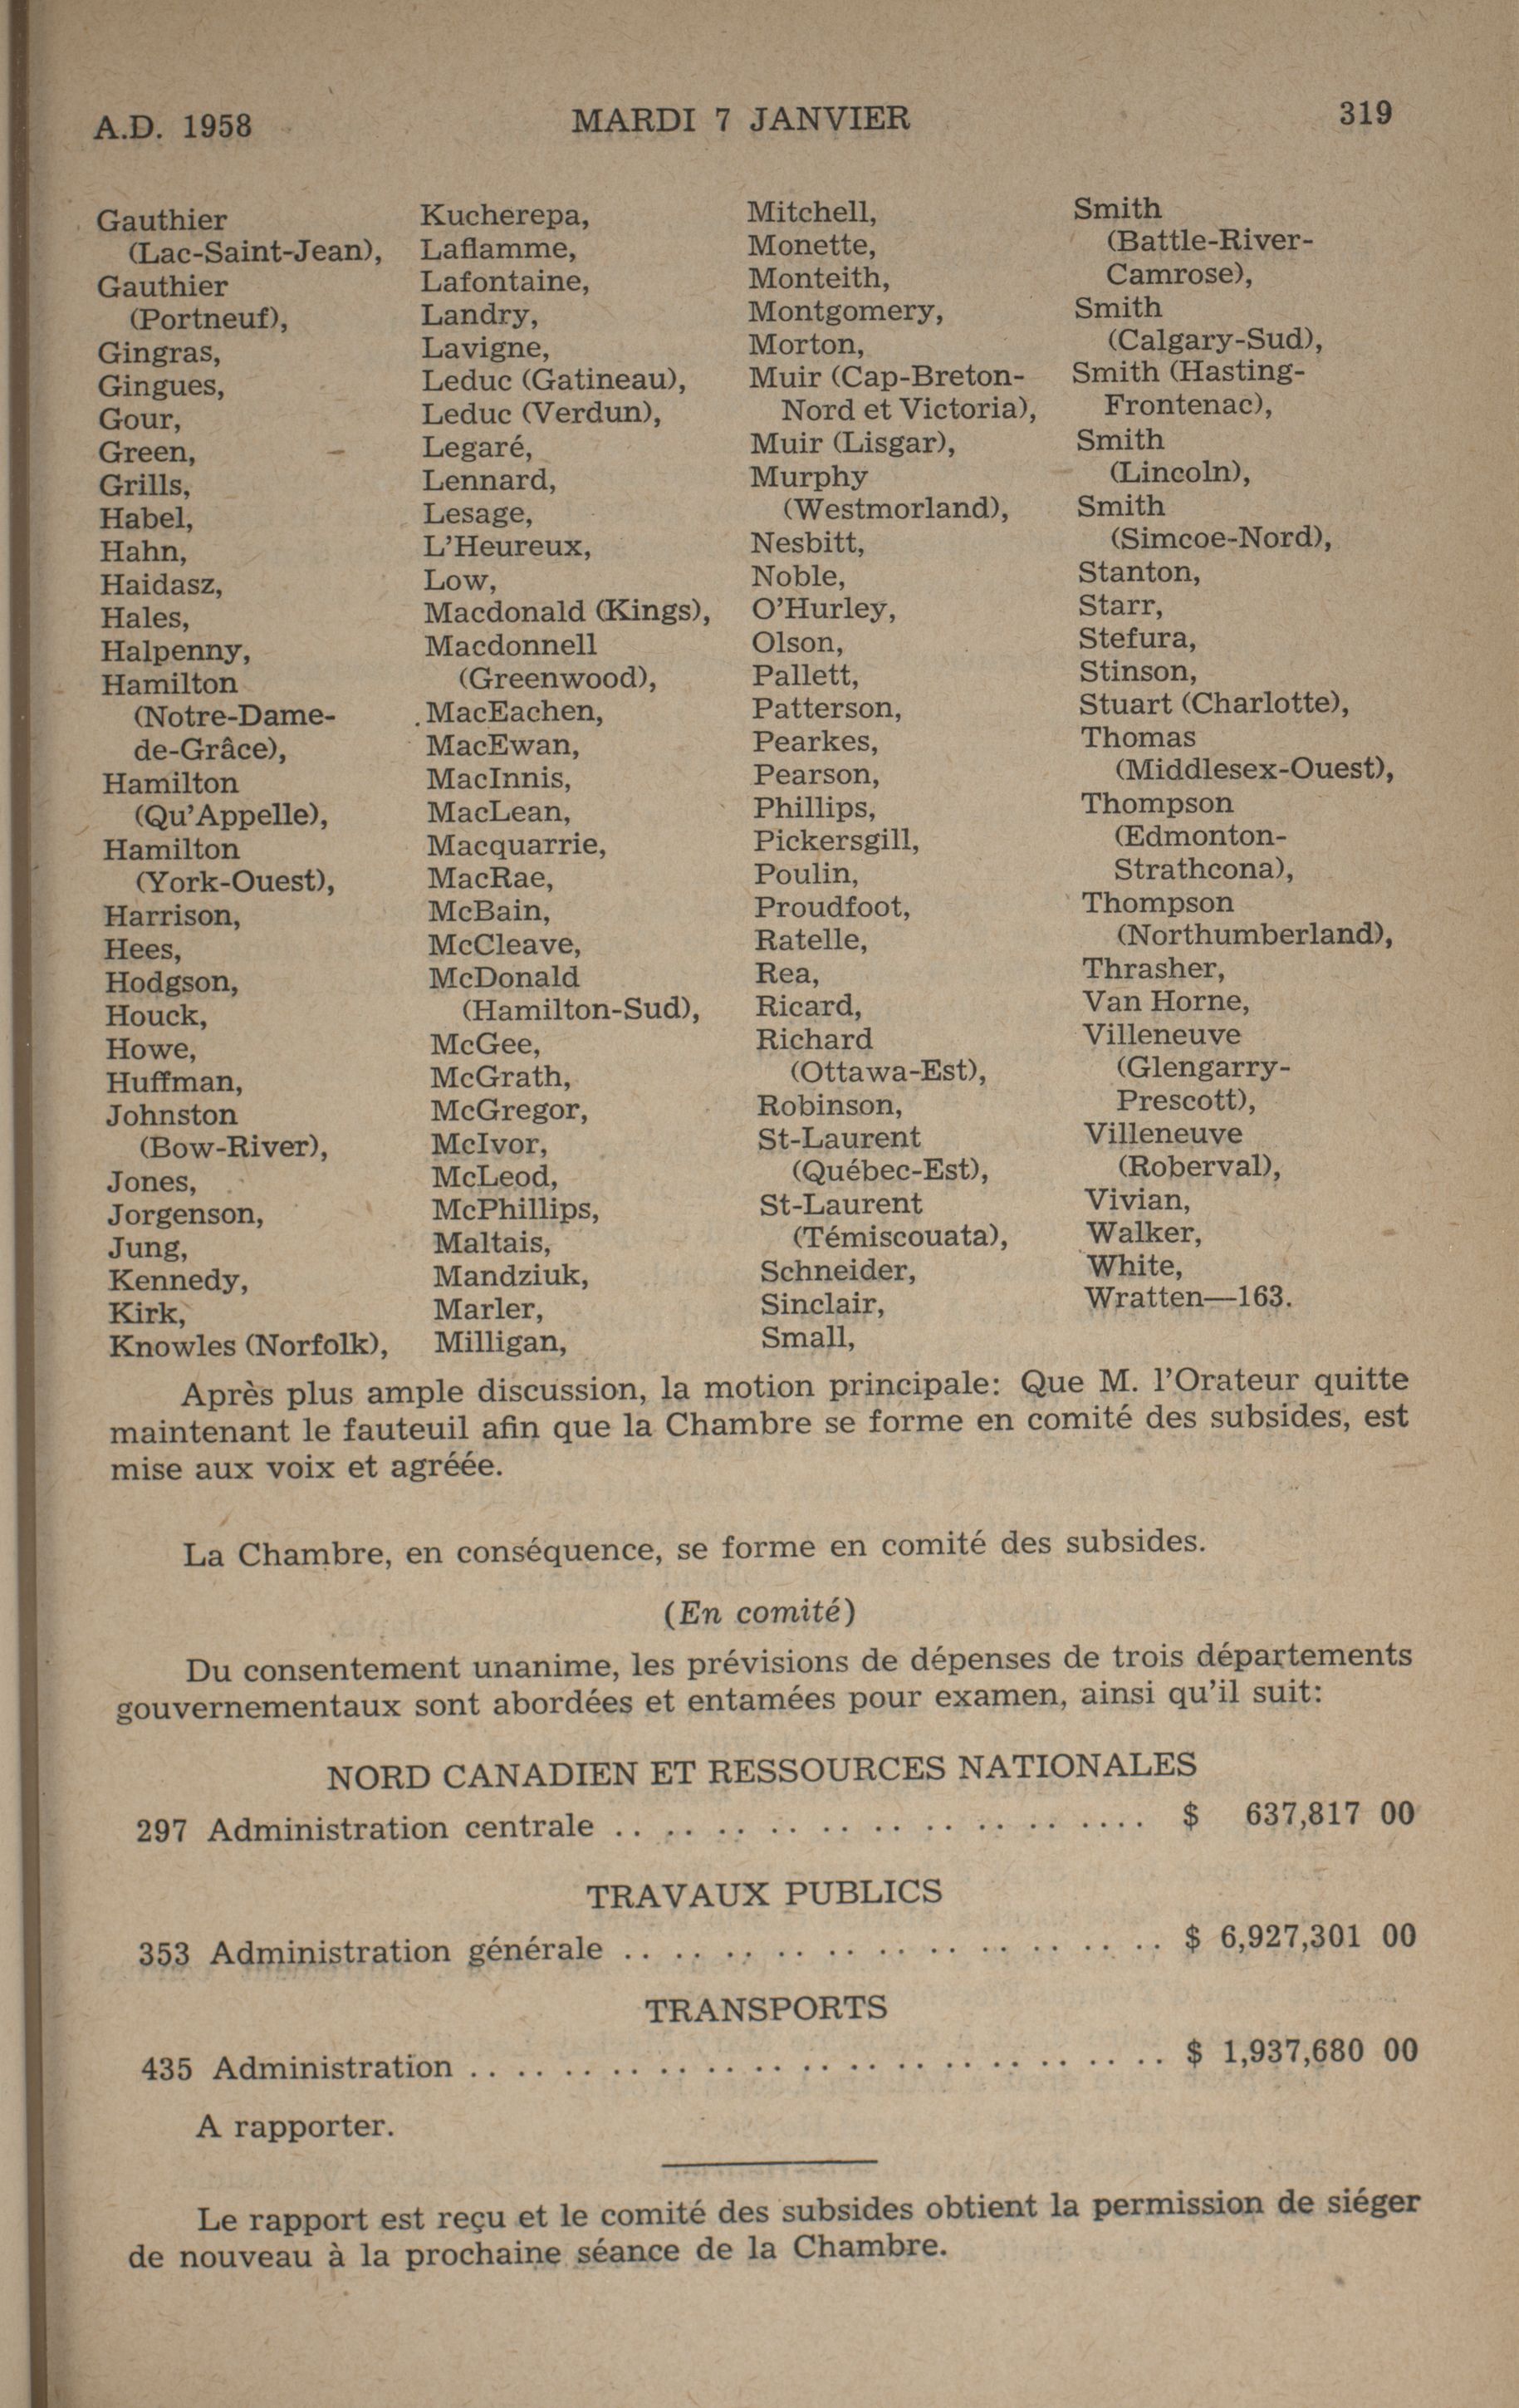 A.D. 1958
MARDI 7 JANVIER
319
Gauthier
(Lac-Saint-Jean),
Gauthier
(Portneuf),
Gingras,
Gingues,
Gour,
Green,
Grills,
Habel,
Hahn,
Haidasz,
Hales,
Halpenny,
Hamilton
(Notre-Dame-
de-Grâce),
Hamilton
(Qu'Appelle),
Hamilton
(York-Ouest),
Harrison,
Hees,
Hodgson,
Houck,
Howe,
Huffman,
Johnston
(Bow-River),
Jones,
Jorgenson,
Jung,
Kennedy,
Kirk,
Knowles (Norfolk),
Kucherepa,
Laflamme,
Lafontaine,
Landry,
Lavigne,
Leduc (Gatineau),
Leduc (Verdun),
Legaré,
Lennard,
Lesage,
L'Heureux,
Low,
Macdonald (Kings),
Macdonnell
(Greenwood),
MacEachen,
MacEwan,
MacInnis,
MacLean,
Macquarrie,
MacRae,
McBain,
McCleave,
McDonald
(Hamilton-Sud),
McGee,
McGrath,
McGregor,
McIvor,
McLeod,
McPhillips,
Maltais,
Mandziuk,
Marler,
Milligan,
Mitchell,
Monette,
Monteith,
Montgomery,
Morton,
Muir (Cap-Breton-
Nord et Victoria),
Muir (Lisgar),
Murphy
(Westmorland),
Nesbitt,
Noble,
O'Hurley,
Olson,
Pallett,
Patterson,
Pearkes,
Pearson,
Phillips,
Pickersgill,
Poulin,
Proudfoot,
Ratelle,
Rea,
Ricard,
Richard
(Ottawa-Est),
Robinson,
St-Laurent
(Québec-Est),
St-Laurent
(Témiscouata),
Schneider,
Sinclair,
Small,
Smith
(Battle-River-
Camrose),
Smith
(Calgary-Sud),
Smith (Hasting-
Frontenac),
Smith
(Lincoln),
Smith
(Simcoe-Nord),
Stanton,
Starr,
Stefura,
Stinson,
Stuart (Charlotte),
Thomas
(Middlesex-Ouest),
Thompson
(Edmonton-
Strathcona),
Thompson
(Northumberland),
Thrasher,
Van Horne,
Villeneuve
(Glengarry-
Prescott),
Villeneuve
(Roberval),
Vivian,
Walker,
White,
Wratten—163.
Après plus ample discussion, la motion principale: Que M. l'Orateur quitte
maintenant le fauteuil afin que la Chambre se forme en comité des subsides, est
mise aux voix et agréée.
La Chambre, en conséquence, se forme en comité des subsides.
(En comité)
Du consentement unanime, les prévisions de dépenses de trois départements
gouvernementaux sont abordées et entamées pour examen, ainsi qu'il suit:
NORD CANADIEN ET RESSOURCES NATIONALES
297 Administration centrale .. .. .. .. .. .. .. .. .. .. .... $ 637,817 00
TRAVAUX PUBLICS
353 Administration générale .. .. .. .. .. .. .. .. .. .. .. $ 6,927,301 00
TRANSPORTS
435 Administration .. .. .. .. .. .. .. .. .. .. .. .. .. .. .. $ 1,937,680 00
A rapporter.
Le rapport est reçu et le comité des subsides obtient la permission de siéger
de nouveau à la prochaine séance de la Chambre.